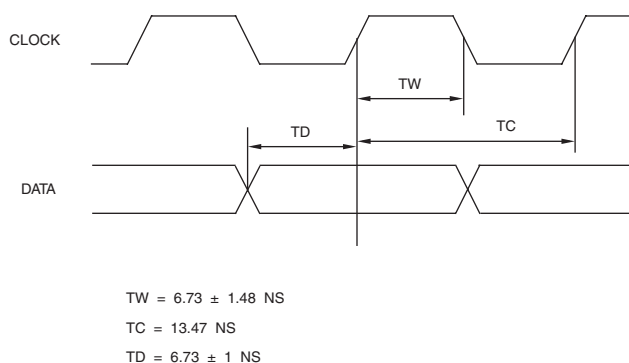 CLOCK
TW
TD
TC
DATA
TW = 6.73 ± 1.48 NS
TC = 13.47 NS
TD = 6.73 ± 1 NS